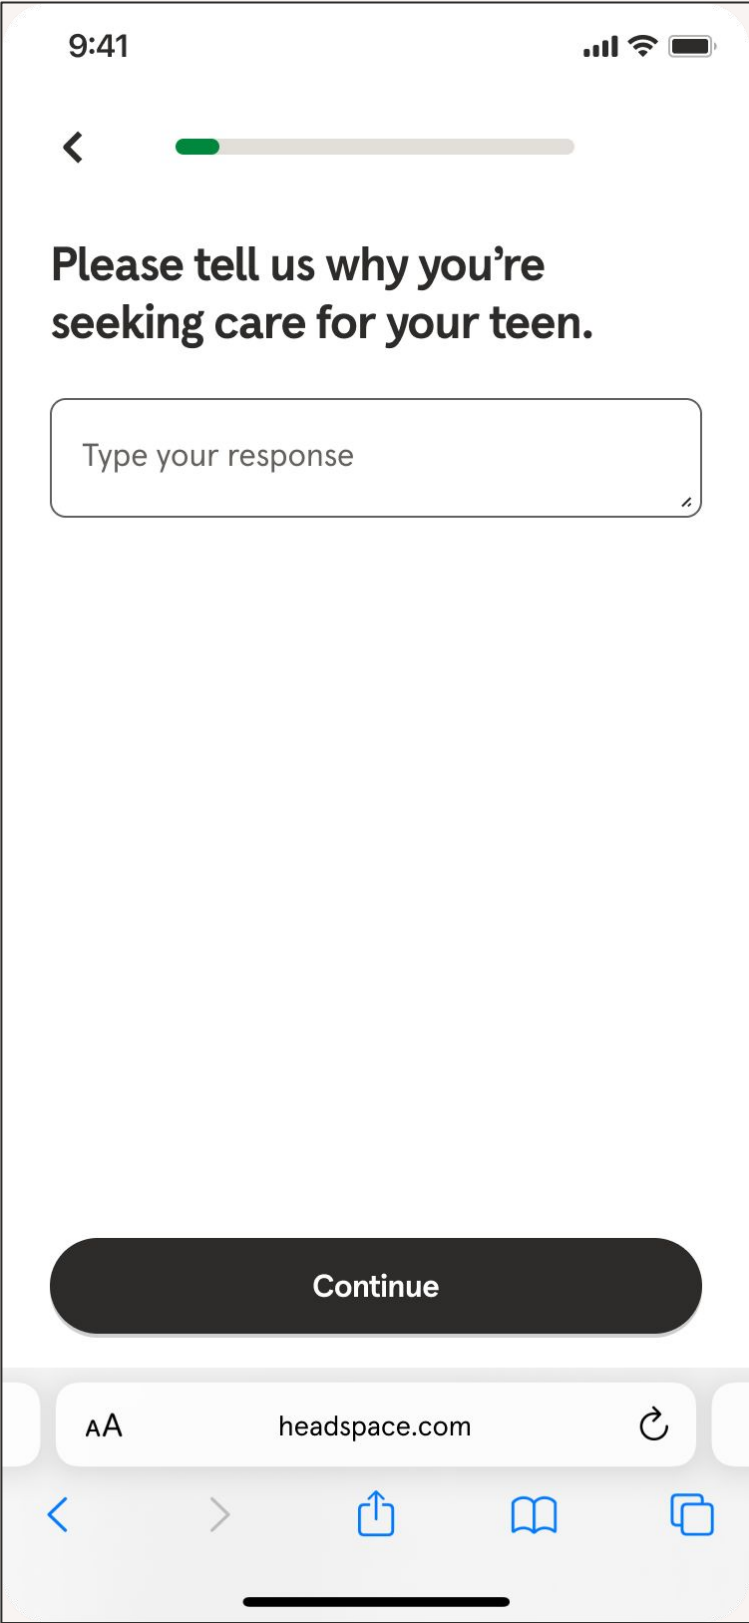 9:41
Please tell us why you’re
seeking care for your teen.
Type your response
Continue
AA
headspace.com